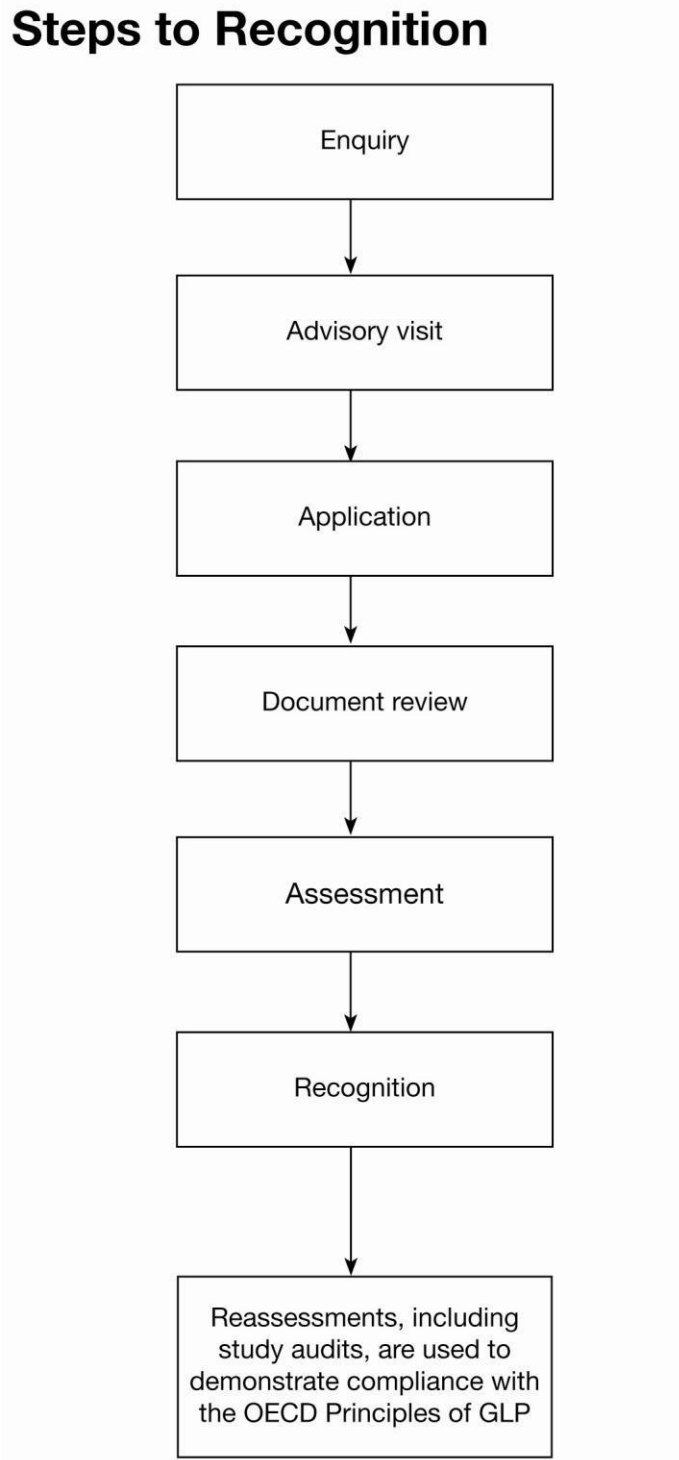 Steps to Recognition
Enquiry
Advisory visit
Application
Document review
Assessment
Recognition
Reassessments, including
study audits, are used to
demonstrate compliance with
the OECD Principles of GLP